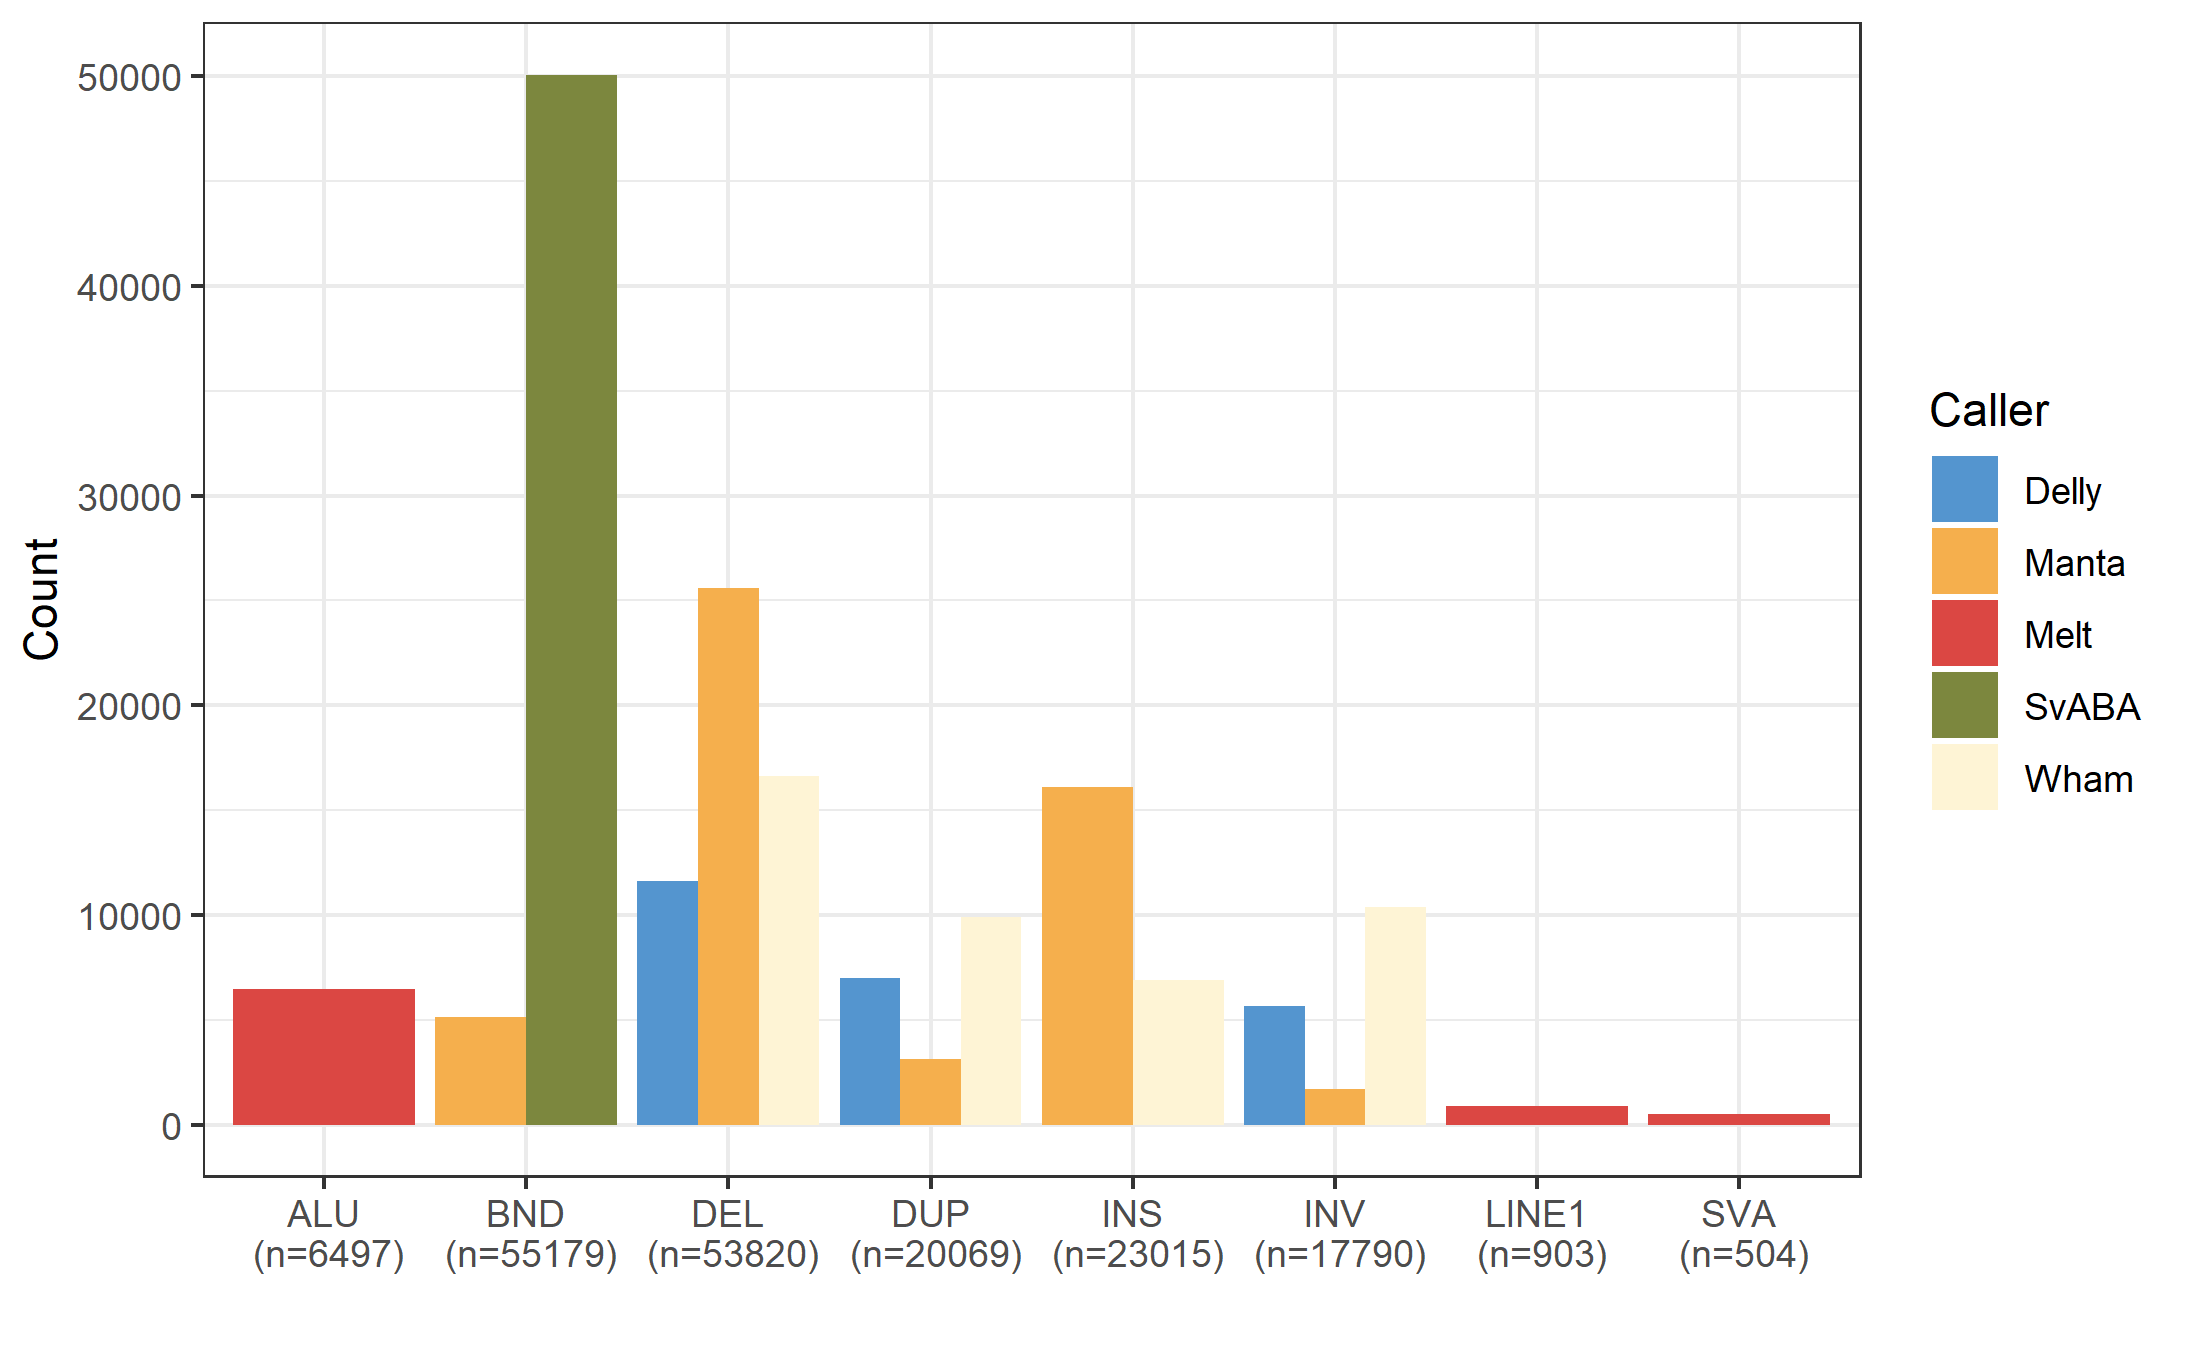 Count
50000
40000
30000
20000
10000
0
ALU
(n=6497)
BND
(n=55179)
DEL
(n=53820)
DUP
(n=20069)
INS
(n=23015)
INV
(n=17790)
LINE1
(n=903)
SVA
(n=504)
Caller
Delly
Manta
Melt
SvABA
Wham